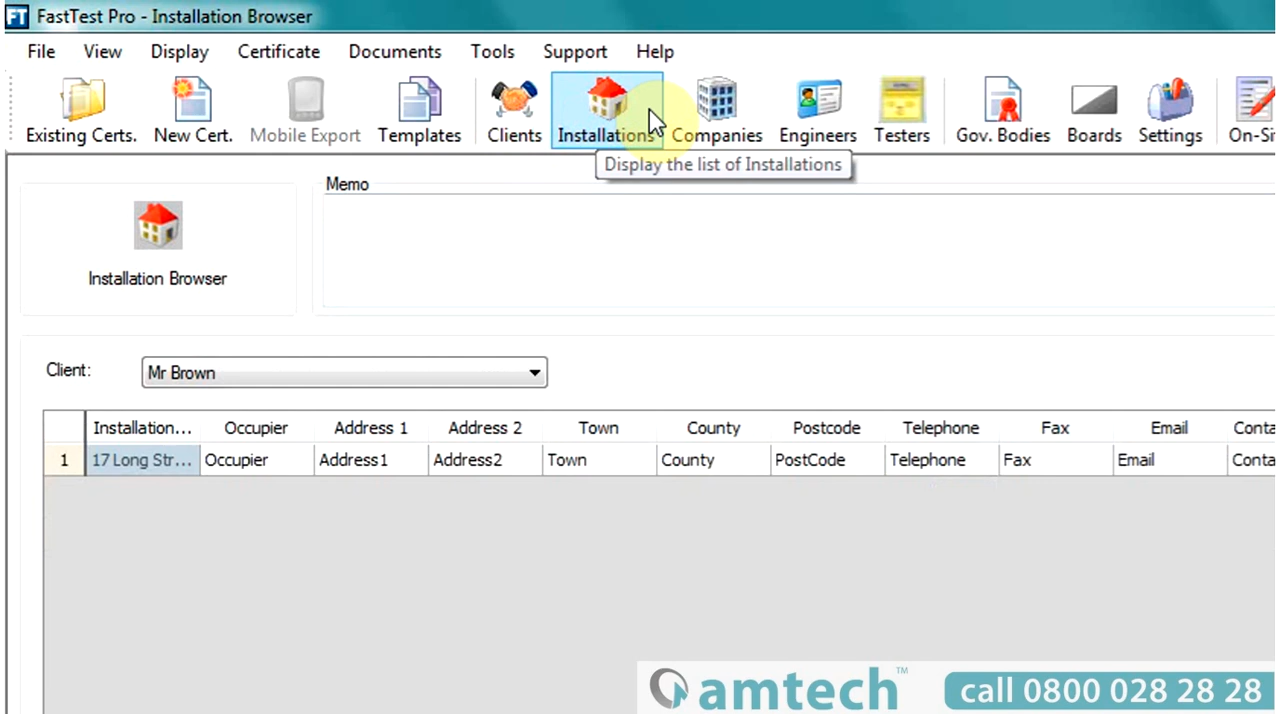 FT FastTest Pro - Installation Browser
File View Display Certificate Documents Tools Support Help
Existing Certs. New Cert. Mobile Export Templates Clients Installations Companies Engineers Testers Gov. Bodies Boards Settings On-Si
Display the list of Installations
Memo
Installation Browser
Client: Mr Brown
Installation... Occupier Address 1 Address 2 Town County Postcode Telephone Fax Email Conta
1 17 Long Str... Occupier Address1 Address2 Town County PostCode Telephone Fax Email Conta
amtech™ call 0800 028 28 28